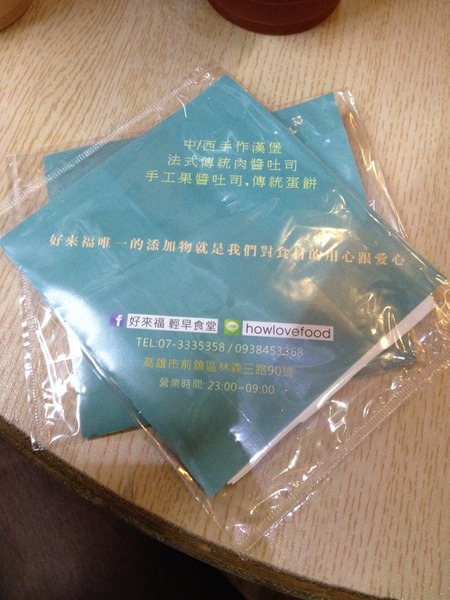 中/西手作漢堡
法式傳統肉醬吐司
手工果醬吐司,傳統蛋餅
好來福唯一的添加物就是我們對食材的用心跟愛心
f 好來福 輕早食堂 LINE howlovefood
TEL:07-3335358 / 0938453368
高雄市前鎮區林森三路90號
營業時間: 23:00~09:00